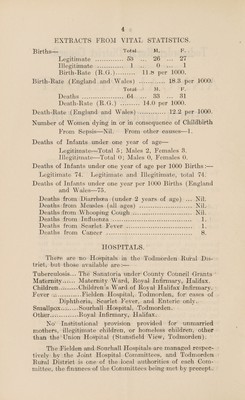 4
EXTRACTS FROM VITAL STATISTICS.
Births— Total M. F.
Legitimate ............ 53 ... 26 ... 27
Illegitimate ............ 1 ... 0 ... 1
Birth-Rate (R.G.)......... 11.8 per 1000.
Birth-Rate (England and Wales) ............ 18.3 per 1000
Total M. F.
Deaths ............... 64 ... 33 ... 31
Death-Rate (R.G.) ......... 14.0 per 1000.
Death-Rate (England and Wales) ............ 12.2 per 1000.
Number of Women dying in or in consequence of Childbirth
From Sepsis—Nil. From other causes—1.
Deaths of Infants under one year of age—
Legitimate—Total 5; Males 2, Females 3.
Illegitimate—Total 0; Males 0, Females 0.
Deaths of Infants under one year of age per 1000 Births:—
Legitimate 74. Legitimate and Illegitimate, total 74.
Deaths of Infants under one year per 1000 Births (England
and Wales—75.
Deaths from Diarrhœa (under 2 years of age) ... Nil.
Deaths from Measles (all ages) ..................... Nil.
Deaths from Whooping Cough ..................... Nil.
Deaths from Influenza ................................. 1.
Deaths from Scarlet Fever ........................... 1.
Deaths from Cancer .................................... 8.
HOSPITALS.
There are no Hospitals in the Todmorden Rural Dis-
trict, but those available are:—
Tuberculosis... The Sanatoria under County Council Grants
Maternity...... Maternity Ward, Royal Infirmary, Halifax.
Children......... Children's Ward of Royal Halifax Infirmary.
Fever ............ Fielden Hospital, Todmorden, for cases of
Diphtheria, Scarlet Fever, and Enteric only.
Smallpox........ Sourhall Hospital, Todmorden.
Other ............ Royal Infirmary, Halifax.
No Institutional provision provided for unmarried
mothers, illegitimate children, or homeless children, other
than the Union Hospital (Stansfield View, Todmorden).
The Fielden and Sourhall Hospitals are managed respec-
tively by the Joint Hospital Committees, and Todmorden
Rural District is one of the local authorities of each Com-
mittee, the finances of the Committees being met by precept.